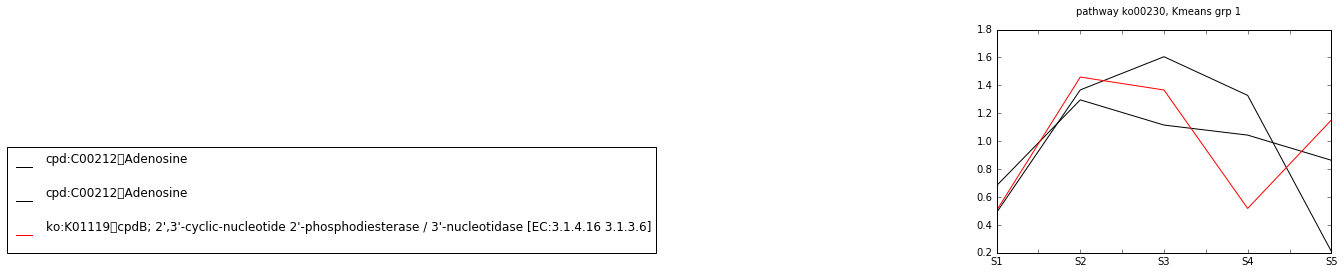 pathway ko00230, Kmeans grp 1
1.8
1.6
1.4
1.2
1.0
0.8
0.6
0.4
0.2
S1 S2 S3 S4 S5
cpd:C00212▯Adenosine
cpd:C00212▯Adenosine
ko:K01119▯cpdB; 2',3'-cyclic-nucleotide 2'-phosphodiesterase / 3'-nucleotidase [EC:3.1.4.16 3.1.3.6]